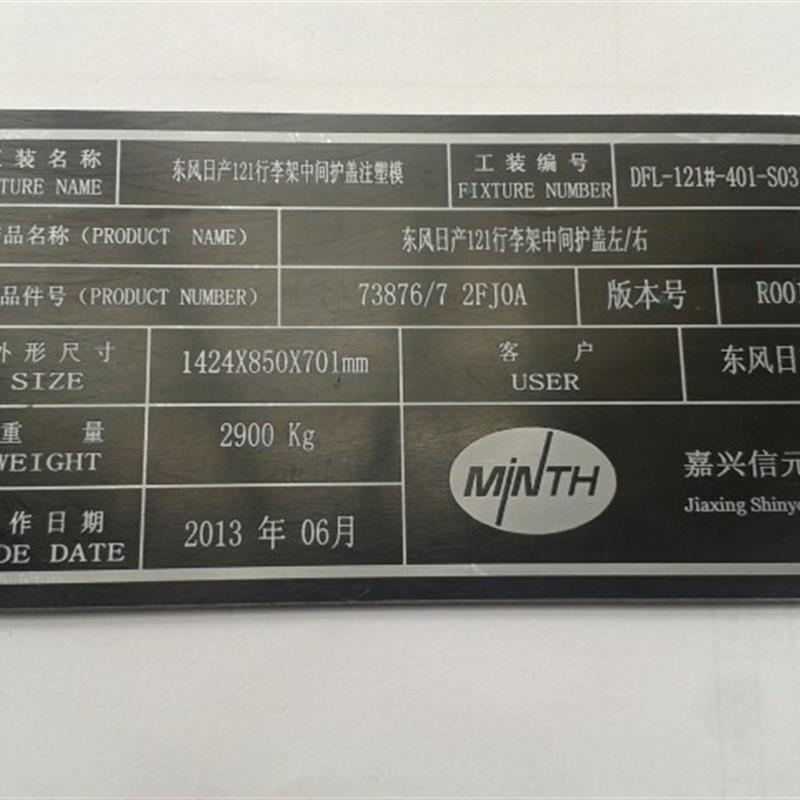 工装名称
FIXTURE NAME
东风日产121行李架中间护盖注塑模
工装编号
FIXTURE NUMBER
DFL-121#-401-S03
产品名称 (PRODUCT NAME)
东风日产121行李架中间护盖左/右
品件号 (PRODUCT NUMBER)
73876/7 2FJ0A
版本号
R001
外形尺寸
SIZE
1424X850X701mm
客 户
USER
东风日
重 量
WEIGHT
2900 Kg
MINTH
嘉兴信元
Jiaxing Shinyo
作日期
DE DATE
2013 年 06月